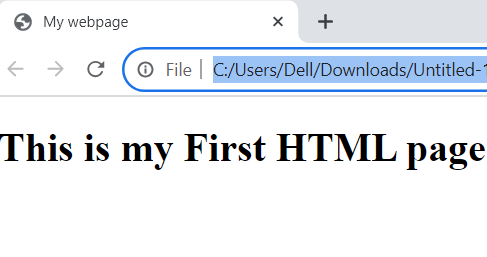 My webpage
File | C:/Users/Dell/Downloads/Untitled-1
This is my First HTML page